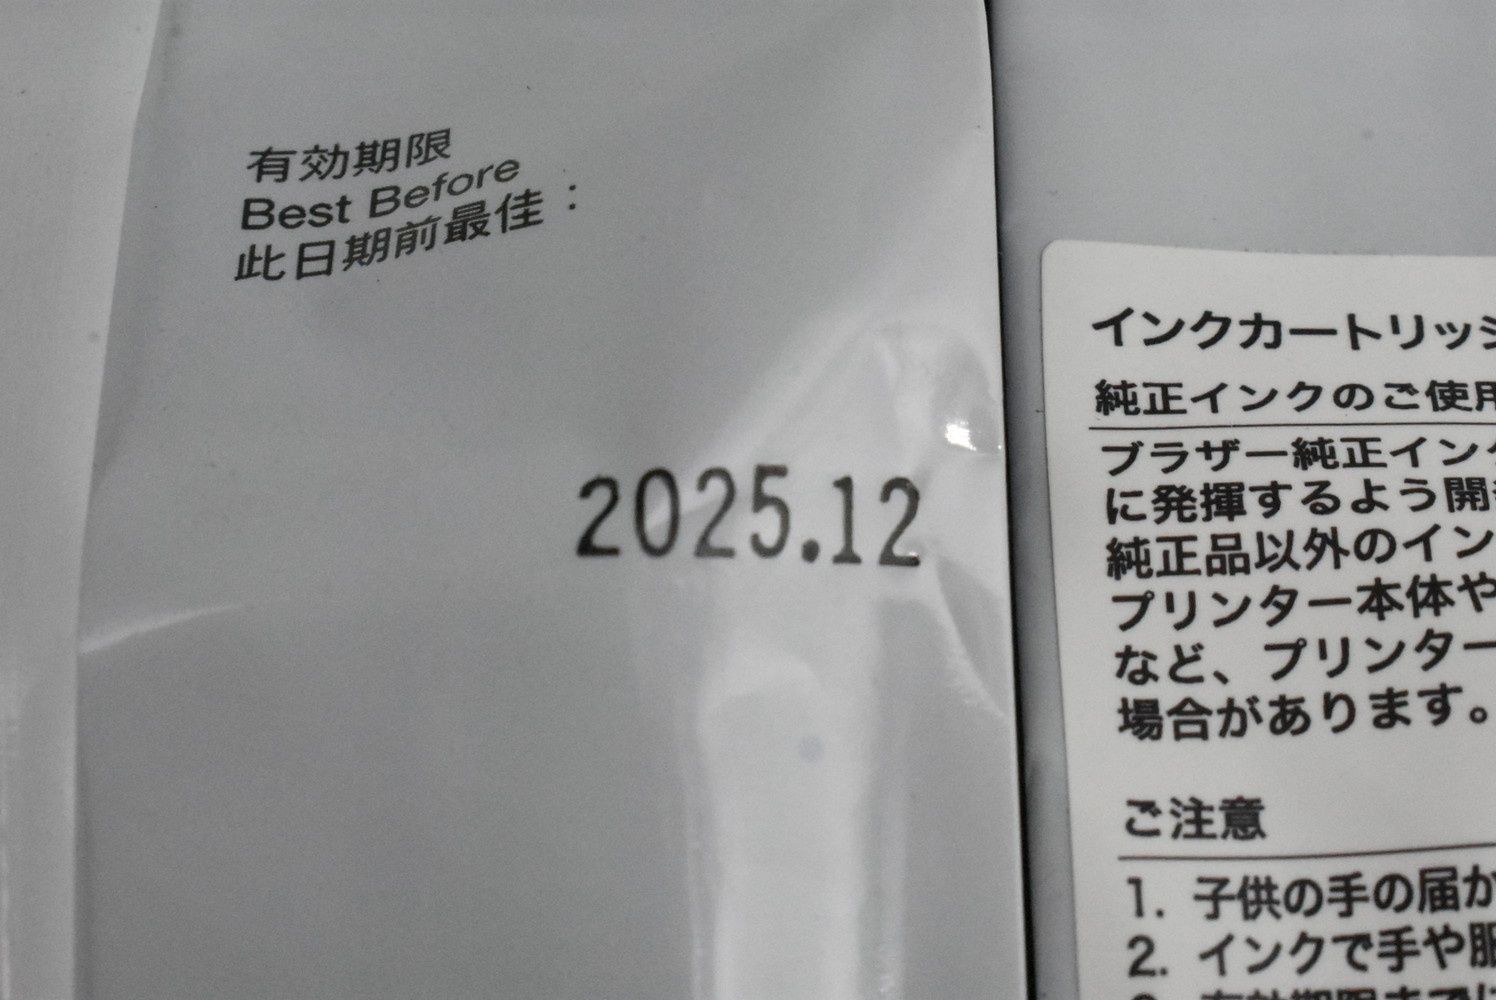 有効期限
Best Before
此日期前最佳：
2025.12
インクカートリッジ
純正インクのご使用
ブラザー純正インク
に発揮するよう開発
純正品以外のイン
プリンター本体や
など、プリンター
場合があります。
ご注意
1. 子供の手の届か
2. インクで手や服